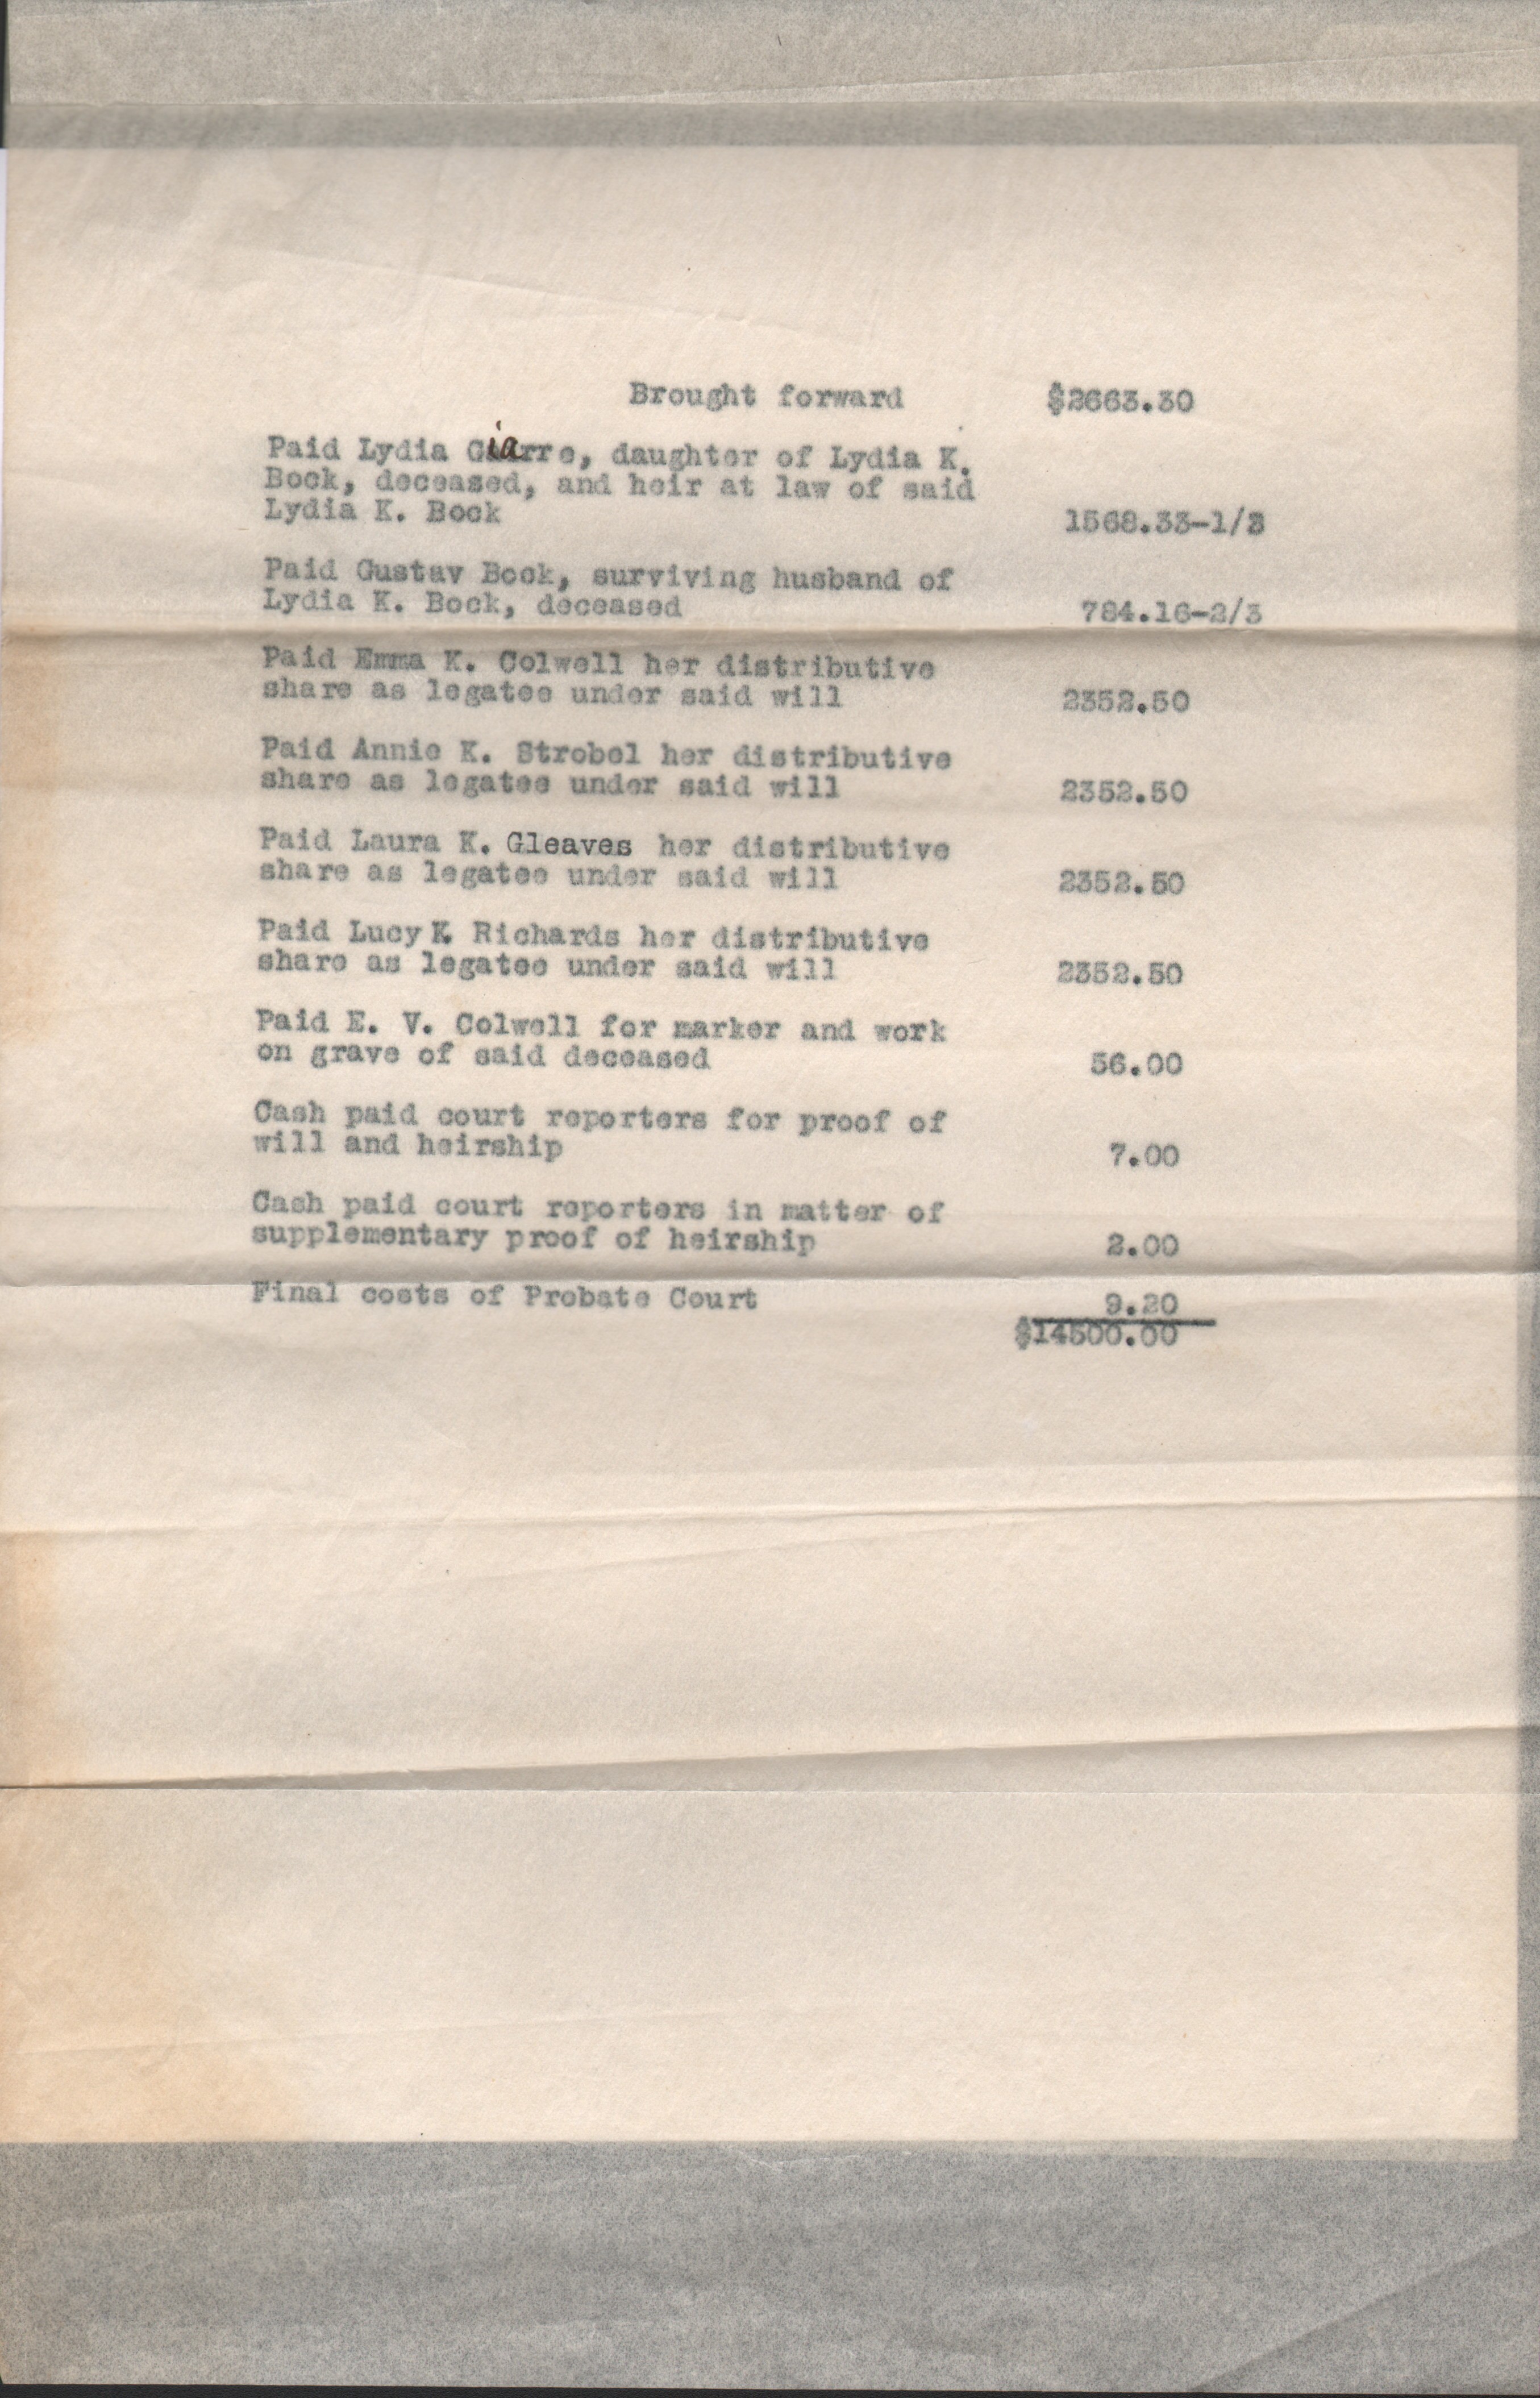 Brought forward $2663.30
Paid Lydia Giarre, daughter of Lydia K.
Bock, deceased, and heir at law of said
Lydia K. Bock 1568.33-1/3
Paid Gustav Bock, surviving husband of
Lydia K. Bock, deceased 784.16-2/3
Paid Emma K. Colwell her distributive
share as legatee under said will 2352.50
Paid Annie K. Strobel her distributive
share as legatee under said will 2352.50
Paid Laura K. Gleaves her distributive
share as legatee under said will 2352.50
Paid Lucy K. Richards her distributive
share as legatee under said will 2352.50
Paid E. V. Colwell for marker and work
on grave of said deceased 56.00
Cash paid court reporters for proof of
will and heirship 7.00
Cash paid court reporters in matter of
supplementary proof of heirship 2.00
Final costs of Probate Court 9.20
$14500.00